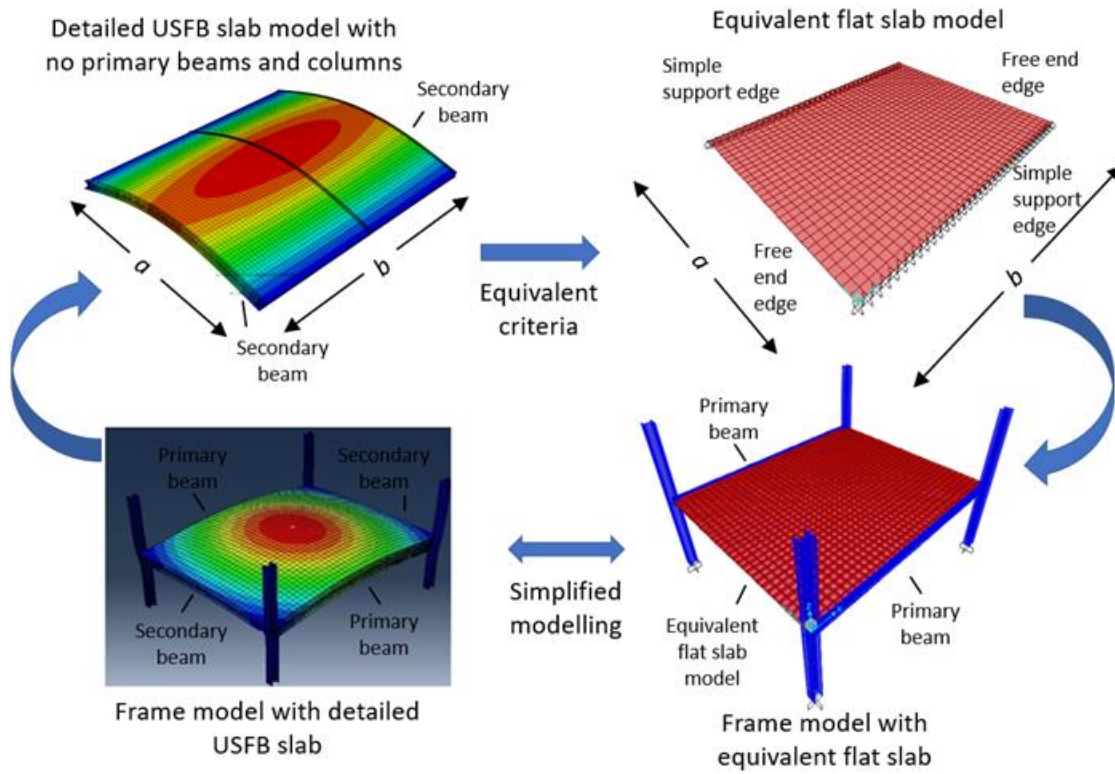 Detailed USFB slab model with
no primary beams and columns
Secondary
beam
a
b
Secondary
beam
Equivalent
criteria
Equivalent flat slab model
Simple
support edge
Free end
edge
Simple
support
edge
Free
end
edge
a
b
Primary
beam
Secondary
beam
Secondary
beam
Primary
beam
Frame model with detailed
USFB slab
Simplified
modelling
Primary
beam
Equivalent
flat slab
model
Primary
beam
Frame model with
equivalent flat slab